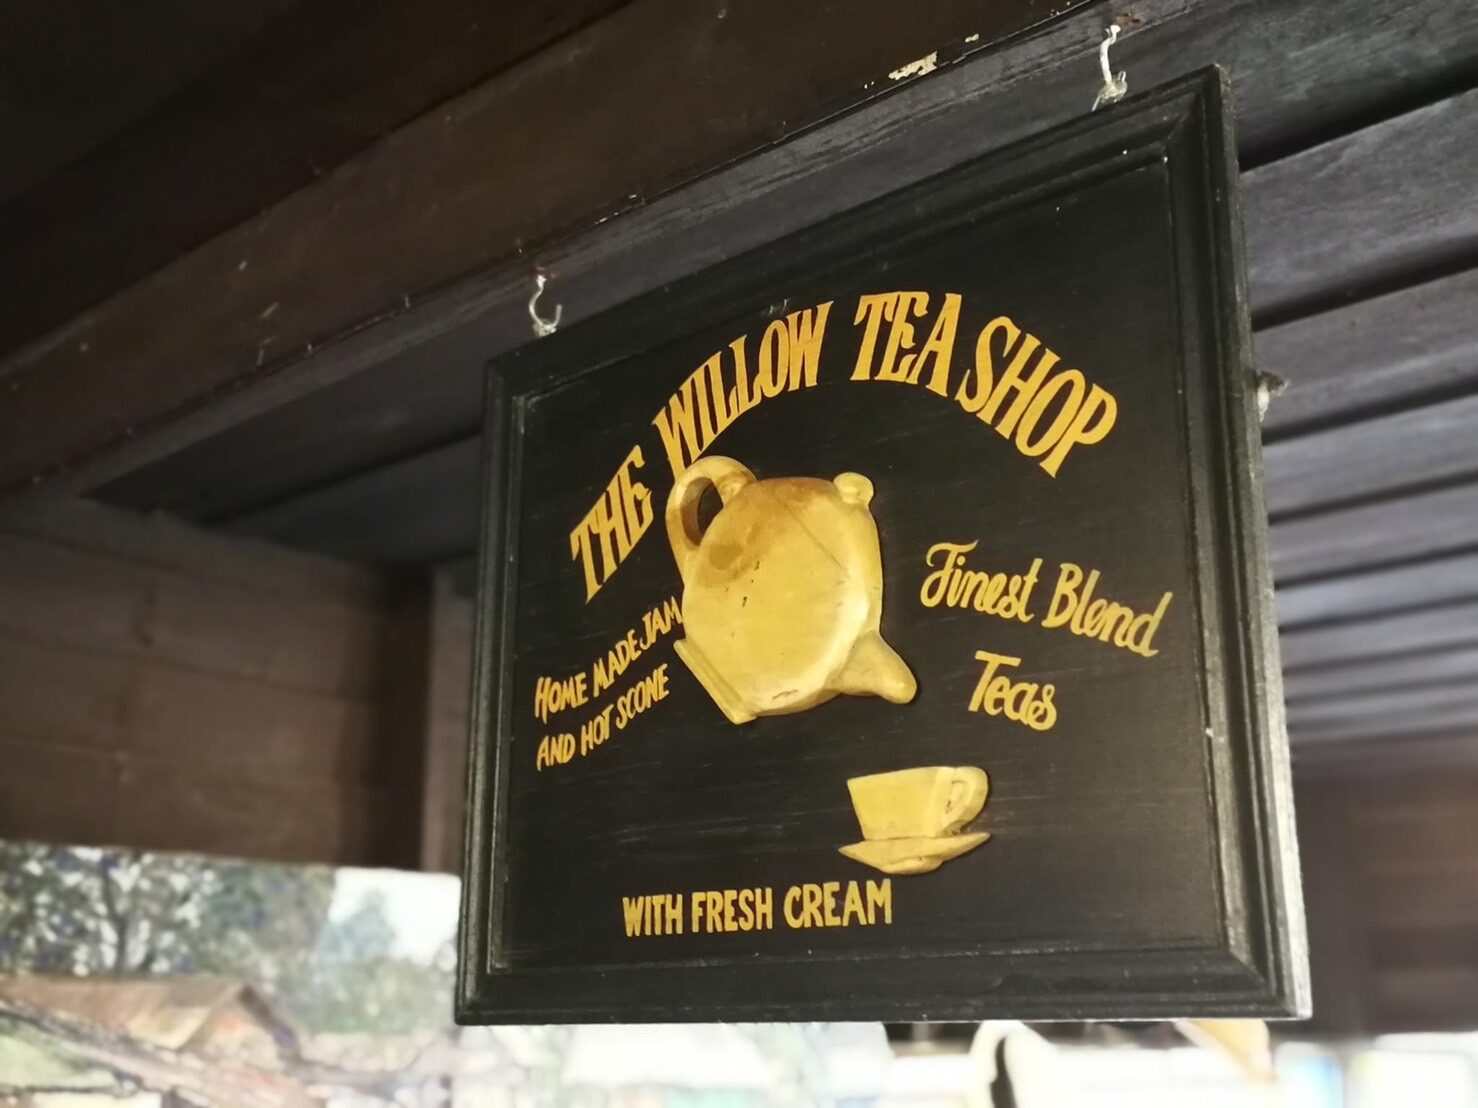 THE WILLOW TEA SHOP
HOME MADE JAM
AND HOT SCONE
Finest Blend
Teas
WITH FRESH CREAM